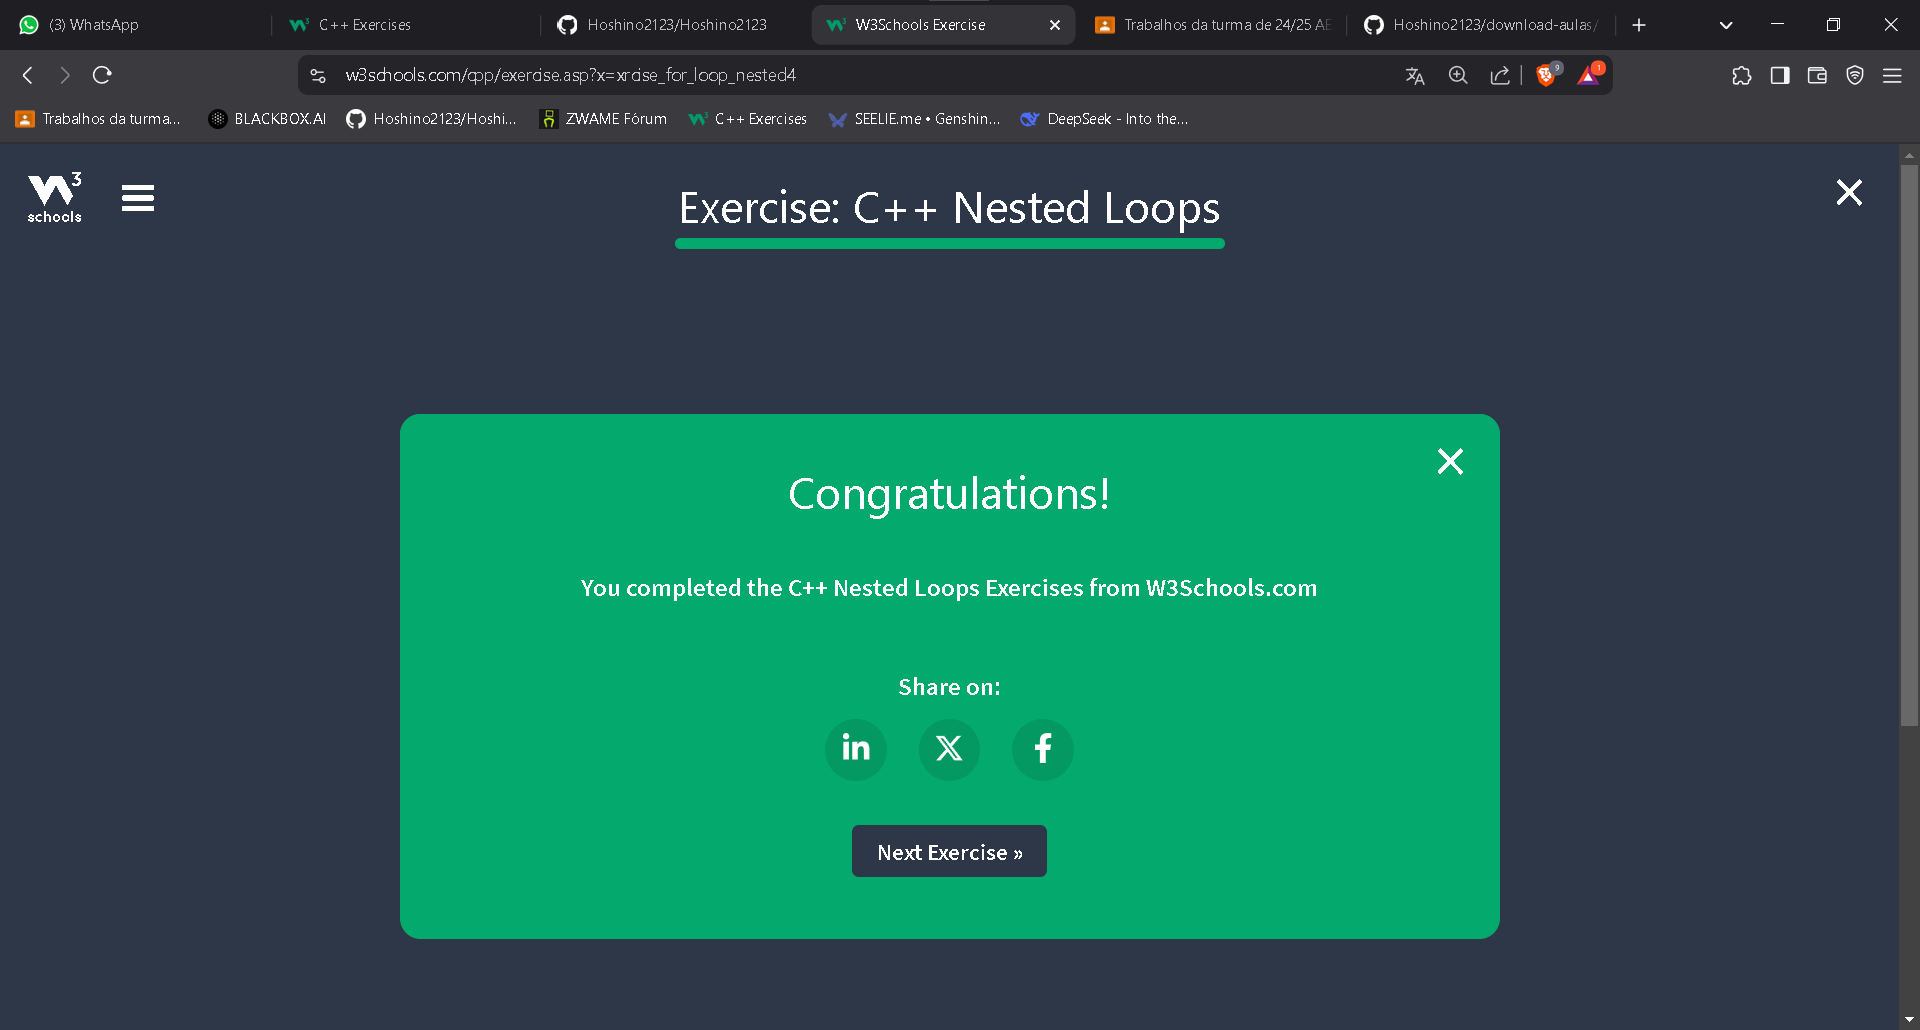 (3) WhatsApp
C++ Exercises
Hoshino2123/Hoshino2123
W3Schools Exercise
Trabalhos da turma de 24/25 AE
Hoshino2123/download-aulas/
w3schools.com/cpp/exercise.asp?x=xrcise_for_loop_nested4
9
1
Trabalhos da turma...
BLACKBOX.AI
Hoshino2123/Hoshi...
ZWAME Fórum
C++ Exercises
SEELIE.me • Genshin...
DeepSeek - Into the...
W3
schools
Exercise: C++ Nested Loops
Congratulations!
You completed the C++ Nested Loops Exercises from W3Schools.com
Share on:
in X f
Next Exercise »